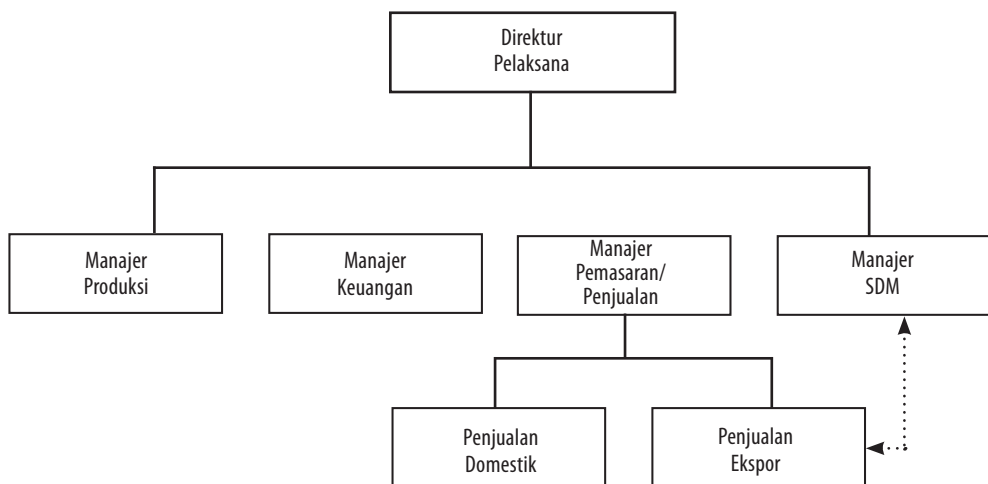 Direktur
Pelaksana
Manajer
Produksi
Manajer
Keuangan
Manajer
Pemasaran/
Penjualan
Manajer
SDM
Penjualan
Domestik
Penjualan
Ekspor